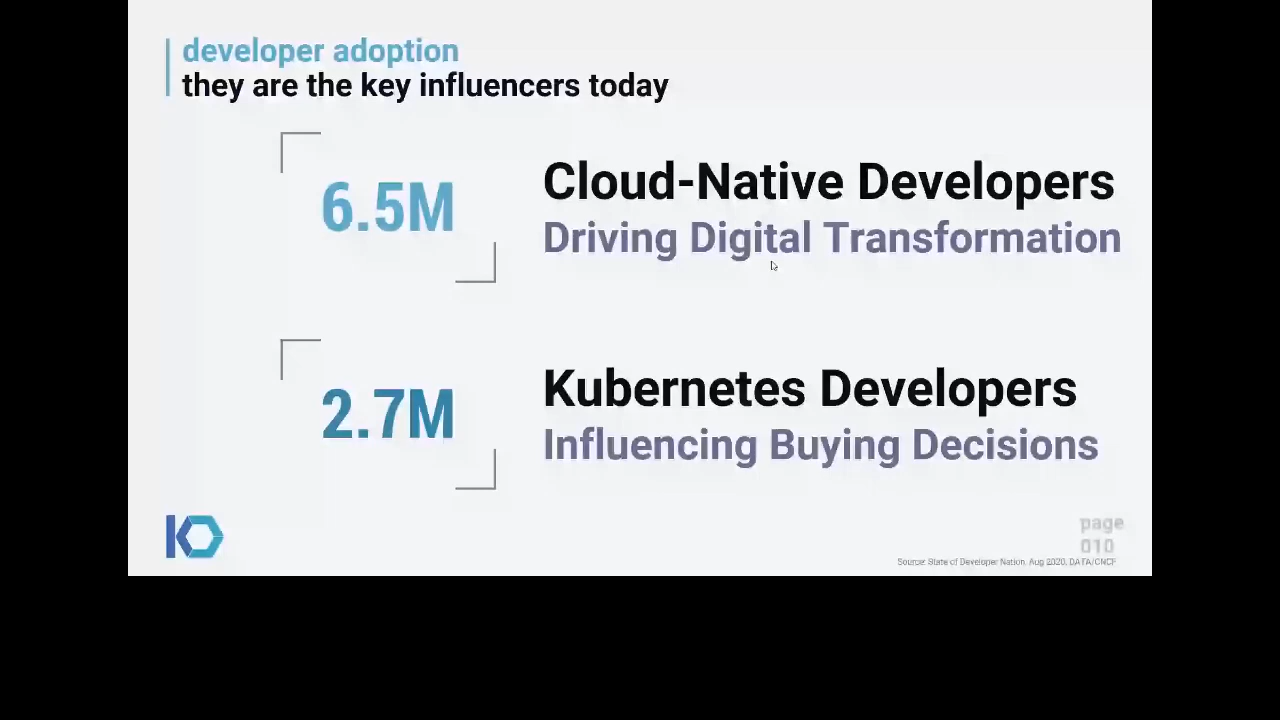 developer adoption
they are the key influencers today
6.5M
Cloud-Native Developers
Driving Digital Transformation
2.7M
Kubernetes Developers
Influencing Buying Decisions
page
010
Source: State of Developer Nation, Aug 2020, DATA/CNCF